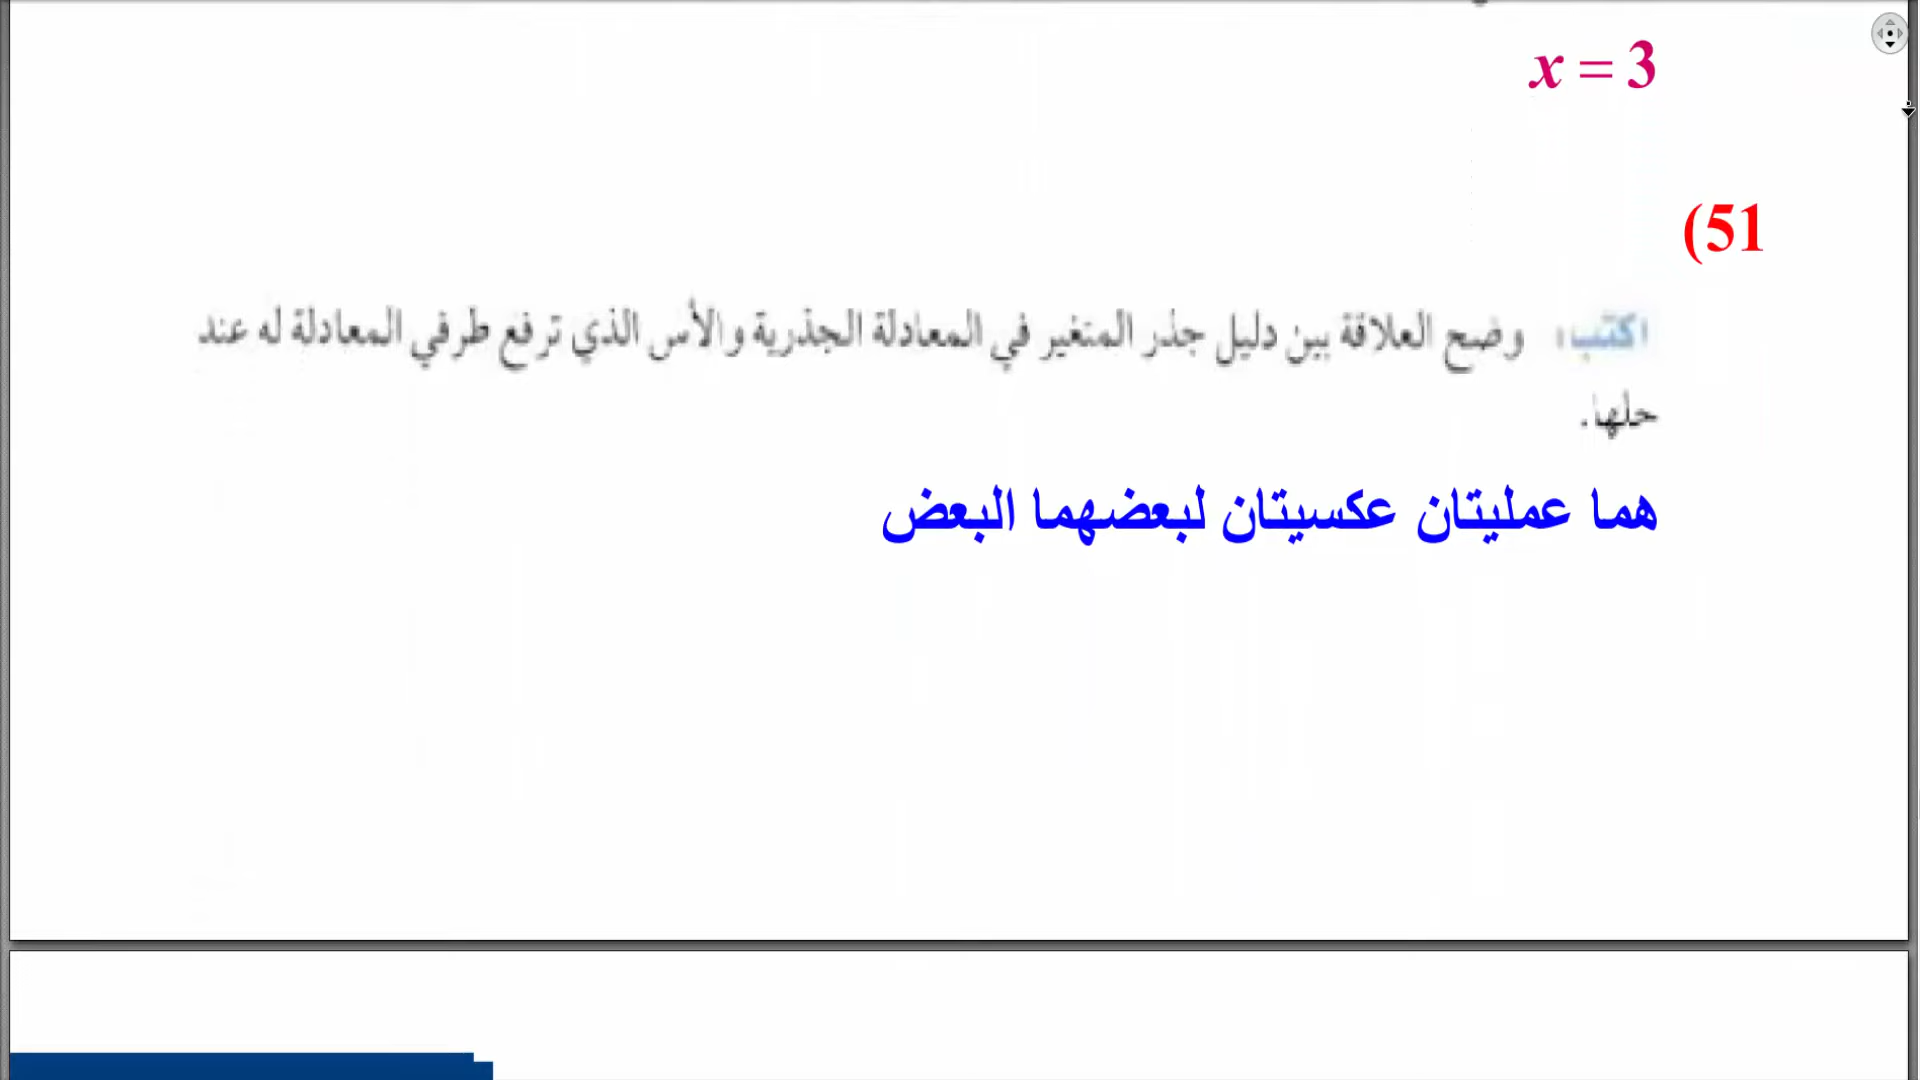 x = 3
(51
اكتب: وضح العلاقة بين دليل جذر المتغير في المعادلة الجذرية والأس الذي ترفع طرفي المعادلة له عند
حلها.
هما عمليتان عكسيتان لبعضهما البعض